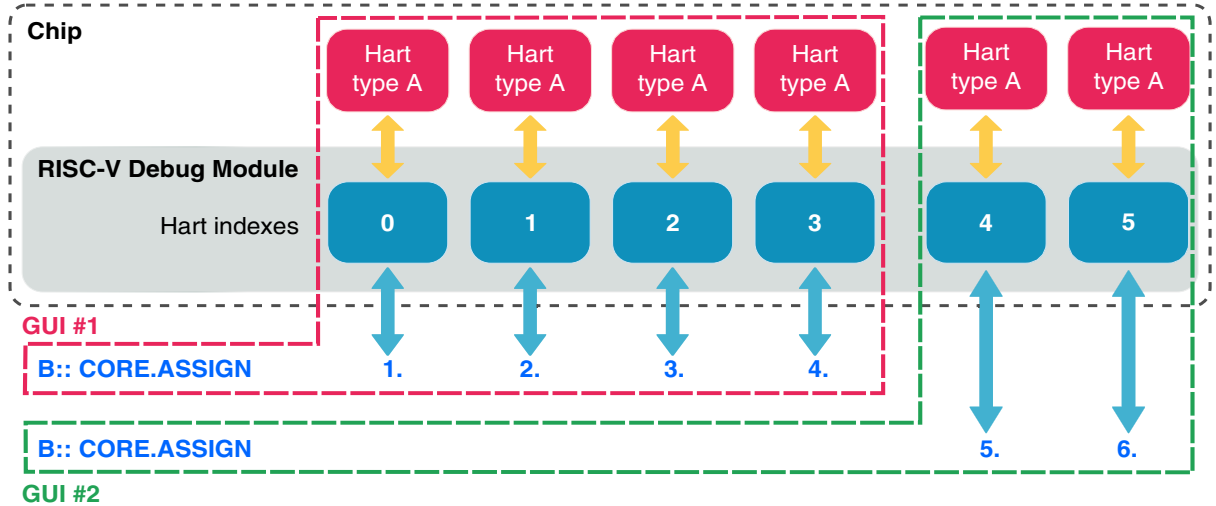 Chip
Hart type A
Hart type A
Hart type A
Hart type A
Hart type A
Hart type A
RISC-V Debug Module
Hart indexes 0 1 2 3 4 5
GUI #1
B:: CORE.ASSIGN 1. 2. 3. 4.
B:: CORE.ASSIGN 5. 6.
GUI #2